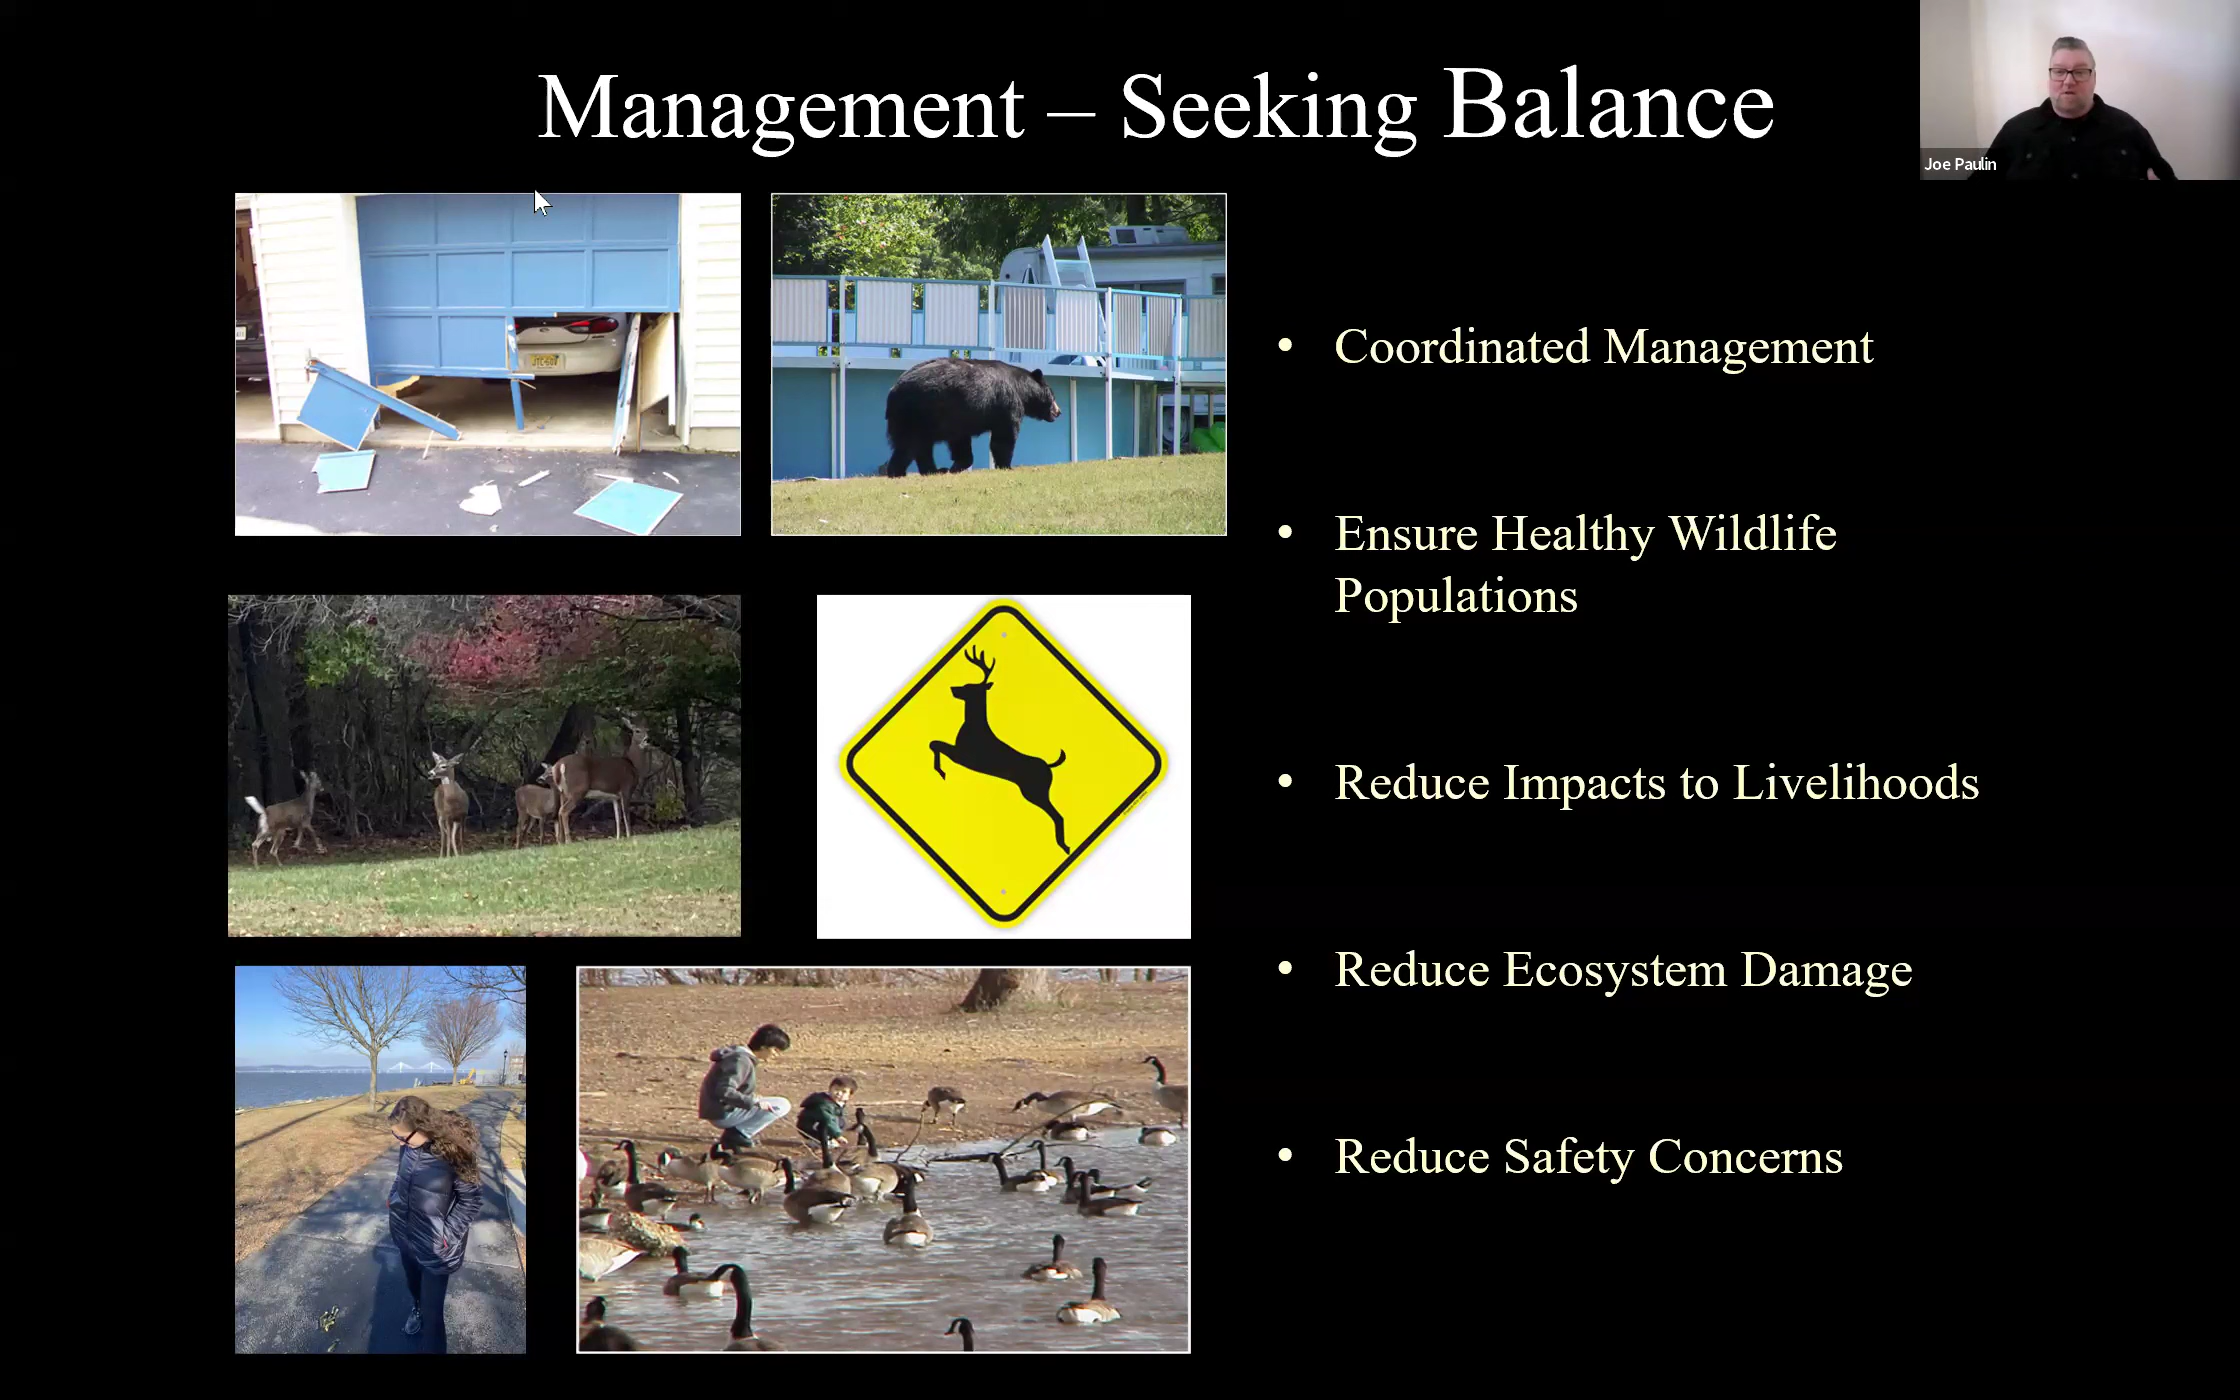 Management – Seeking Balance
Joe Paulin
• Coordinated Management
• Ensure Healthy Wildlife
Populations
• Reduce Impacts to Livelihoods
• Reduce Ecosystem Damage
• Reduce Safety Concerns